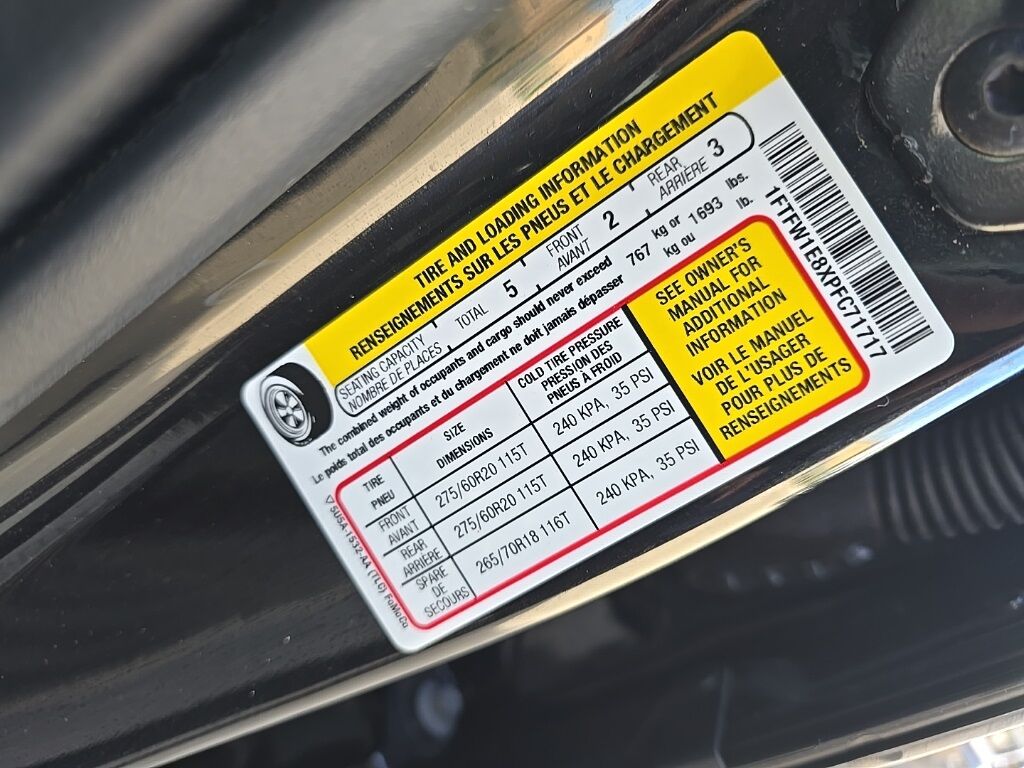 TIRE AND LOADING INFORMATION
RENSEIGNEMENTS SUR LES PNEUS ET LE CHARGEMENT
SEATING CAPACITY
NOMBRE DE PLACES
TOTAL 5
FRONT
AVANT
2
REAR
ARRIÈRE
3
The combined weight of occupants and cargo should never exceed
Le poids total des occupants et du chargement ne doit jamais dépasser
767
kg or
kg ou
1693
lbs.
lb.
TIRE
PNEU
SIZE
DIMENSIONS
COLD TIRE PRESSURE
PRESSION DES
PNEUS À FROID
FRONT
AVANT
275/60R20 115T
240 KPA, 35 PSI
REAR
ARRIÈRE
275/60R20 115T
240 KPA, 35 PSI
SPARE
DE
SECOURS
265/70R18 116T
240 KPA, 35 PSI
SEE OWNER'S
MANUAL FOR
ADDITIONAL
INFORMATION
VOIR LE MANUEL
DE L'USAGER
POUR PLUS DE
RENSEIGNEMENTS
1FTFW1E8XPFC71717
5U5A-1532-AA (TLC) FoMoCo